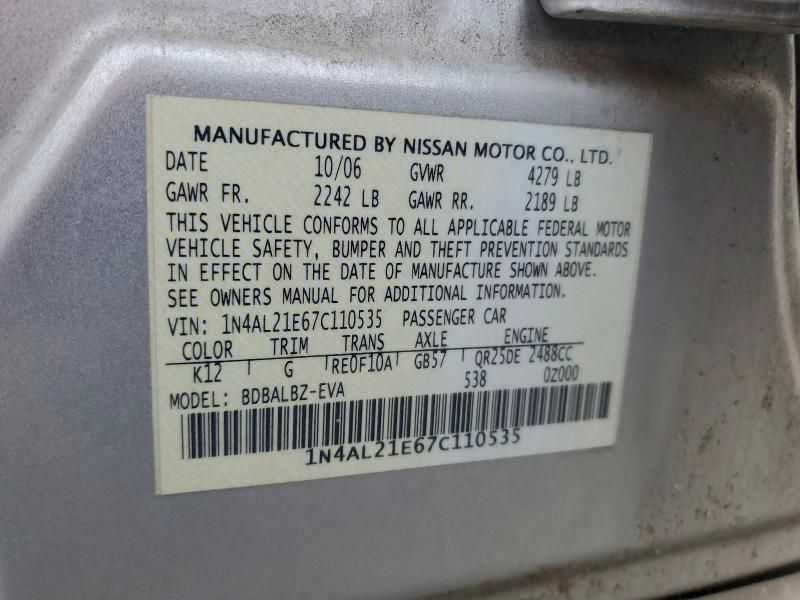 MANUFACTURED BY NISSAN MOTOR CO., LTD.
DATE 10/06 GVWR 4279 LB
GAWR FR. 2242 LB GAWR RR. 2189 LB
THIS VEHICLE CONFORMS TO ALL APPLICABLE FEDERAL MOTOR
VEHICLE SAFETY, BUMPER AND THEFT PREVENTION STANDARDS
IN EFFECT ON THE DATE OF MANUFACTURE SHOWN ABOVE.
SEE OWNERS MANUAL FOR ADDITIONAL INFORMATION.
VIN: 1N4AL21E67C110535 PASSENGER CAR
COLOR TRIM TRANS AXLE ENGINE
K12 G RE0F10A GB57 QR25DE 2488CC
MODEL: BDBALBZ-EVA 538 0Z000
1N4AL21E67C110535